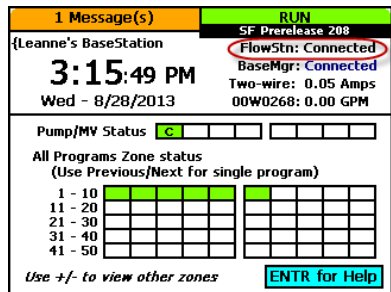 1 Message(s)
RUN
SF Prerelease 208
{Leanne's BaseStation
FlowStn: Connected
3:15:49 PM
BaseMgr: Connected
Two-wire: 0.05 Amps
Wed - 8/28/2013
00W0268: 0.00 GPM
Pump/MV Status C
All Programs Zone status
(Use Previous/Next for single program)
1 - 10
11 - 20
21 - 30
31 - 40
41 - 50
Use +/- to view other zones
ENTR for Help